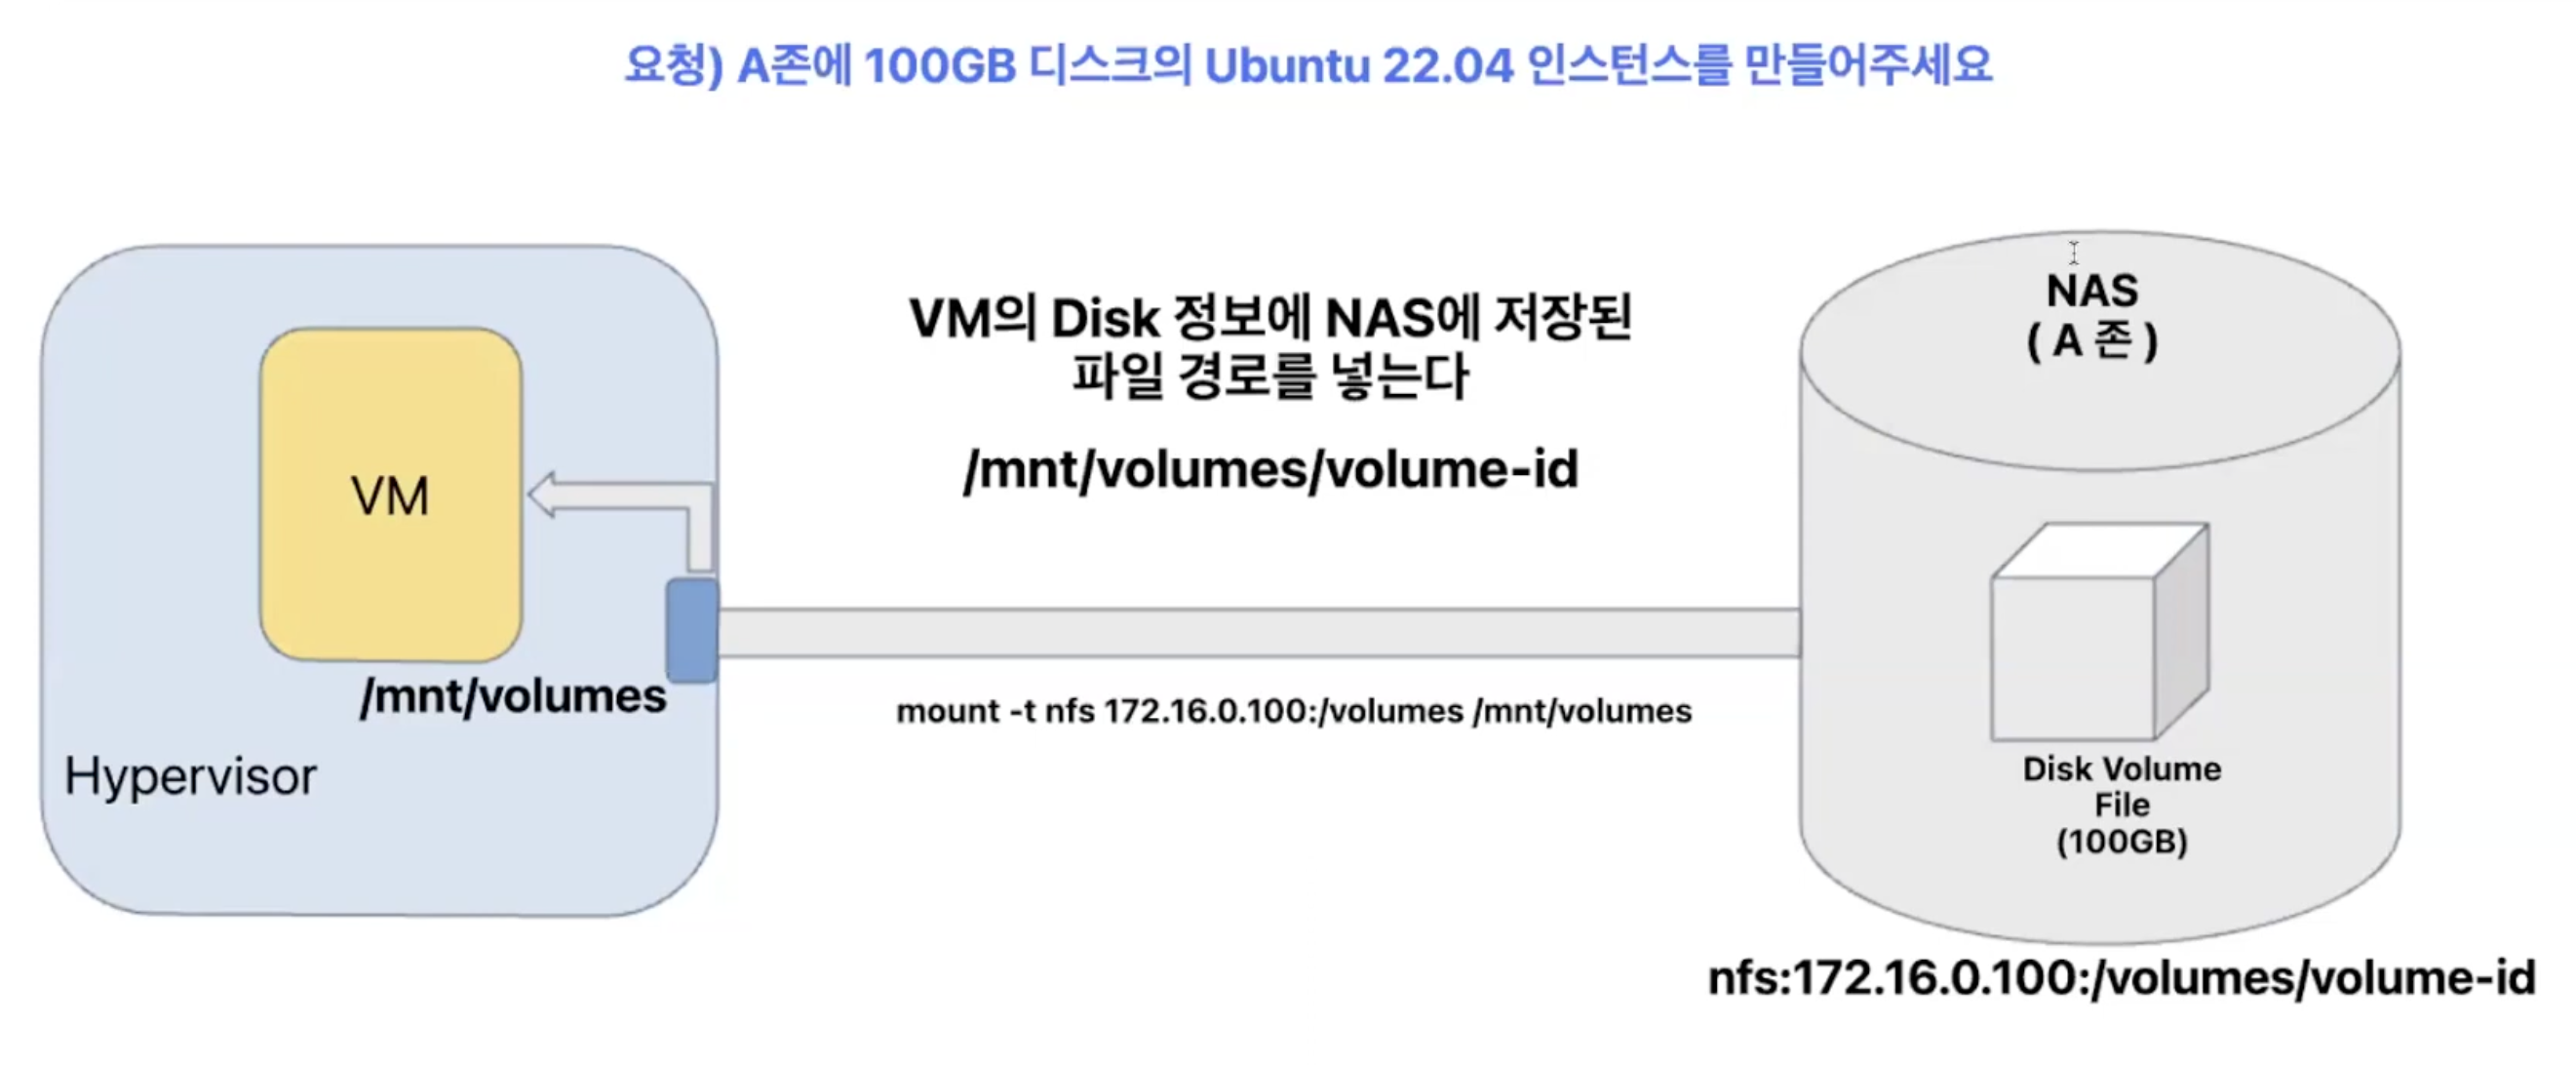 요청) A존에 100GB 디스크의 Ubuntu 22.04 인스턴스를 만들어주세요
VM의 Disk 정보에 NAS에 저장된
파일 경로를 넣는다
/mnt/volumes/volume-id
NAS
( A 존 )
VM
/mnt/volumes
Hypervisor
mount -t nfs 172.16.0.100:/volumes /mnt/volumes
Disk Volume
File
(100GB)
nfs:172.16.0.100:/volumes/volume-id